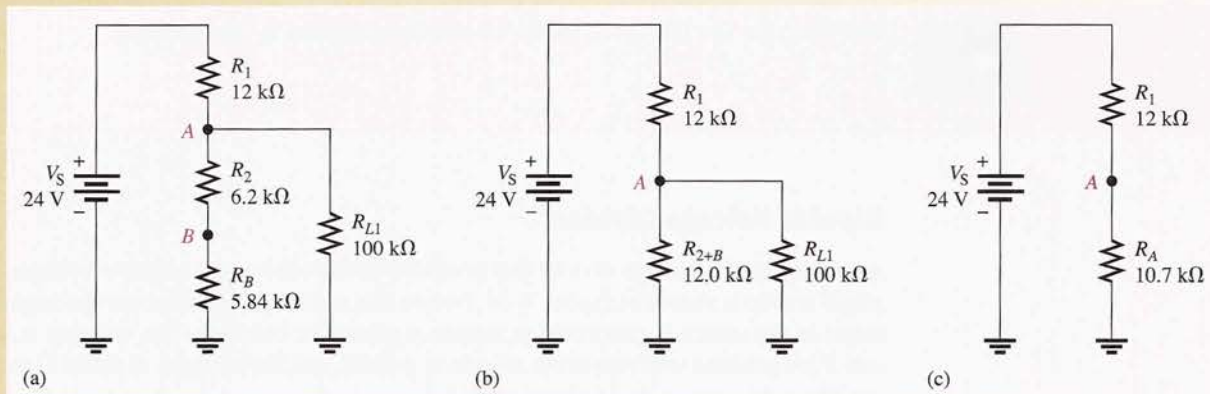 R1
12 kΩ
A
R2
6.2 kΩ
B
RB
5.84 kΩ
RL1
100 kΩ
+
VS
24 V
−
(a)
R1
12 kΩ
A
R2+B
12.0 kΩ
RL1
100 kΩ
+
VS
24 V
−
(b)
R1
12 kΩ
A
RA
10.7 kΩ
+
VS
24 V
−
(c)